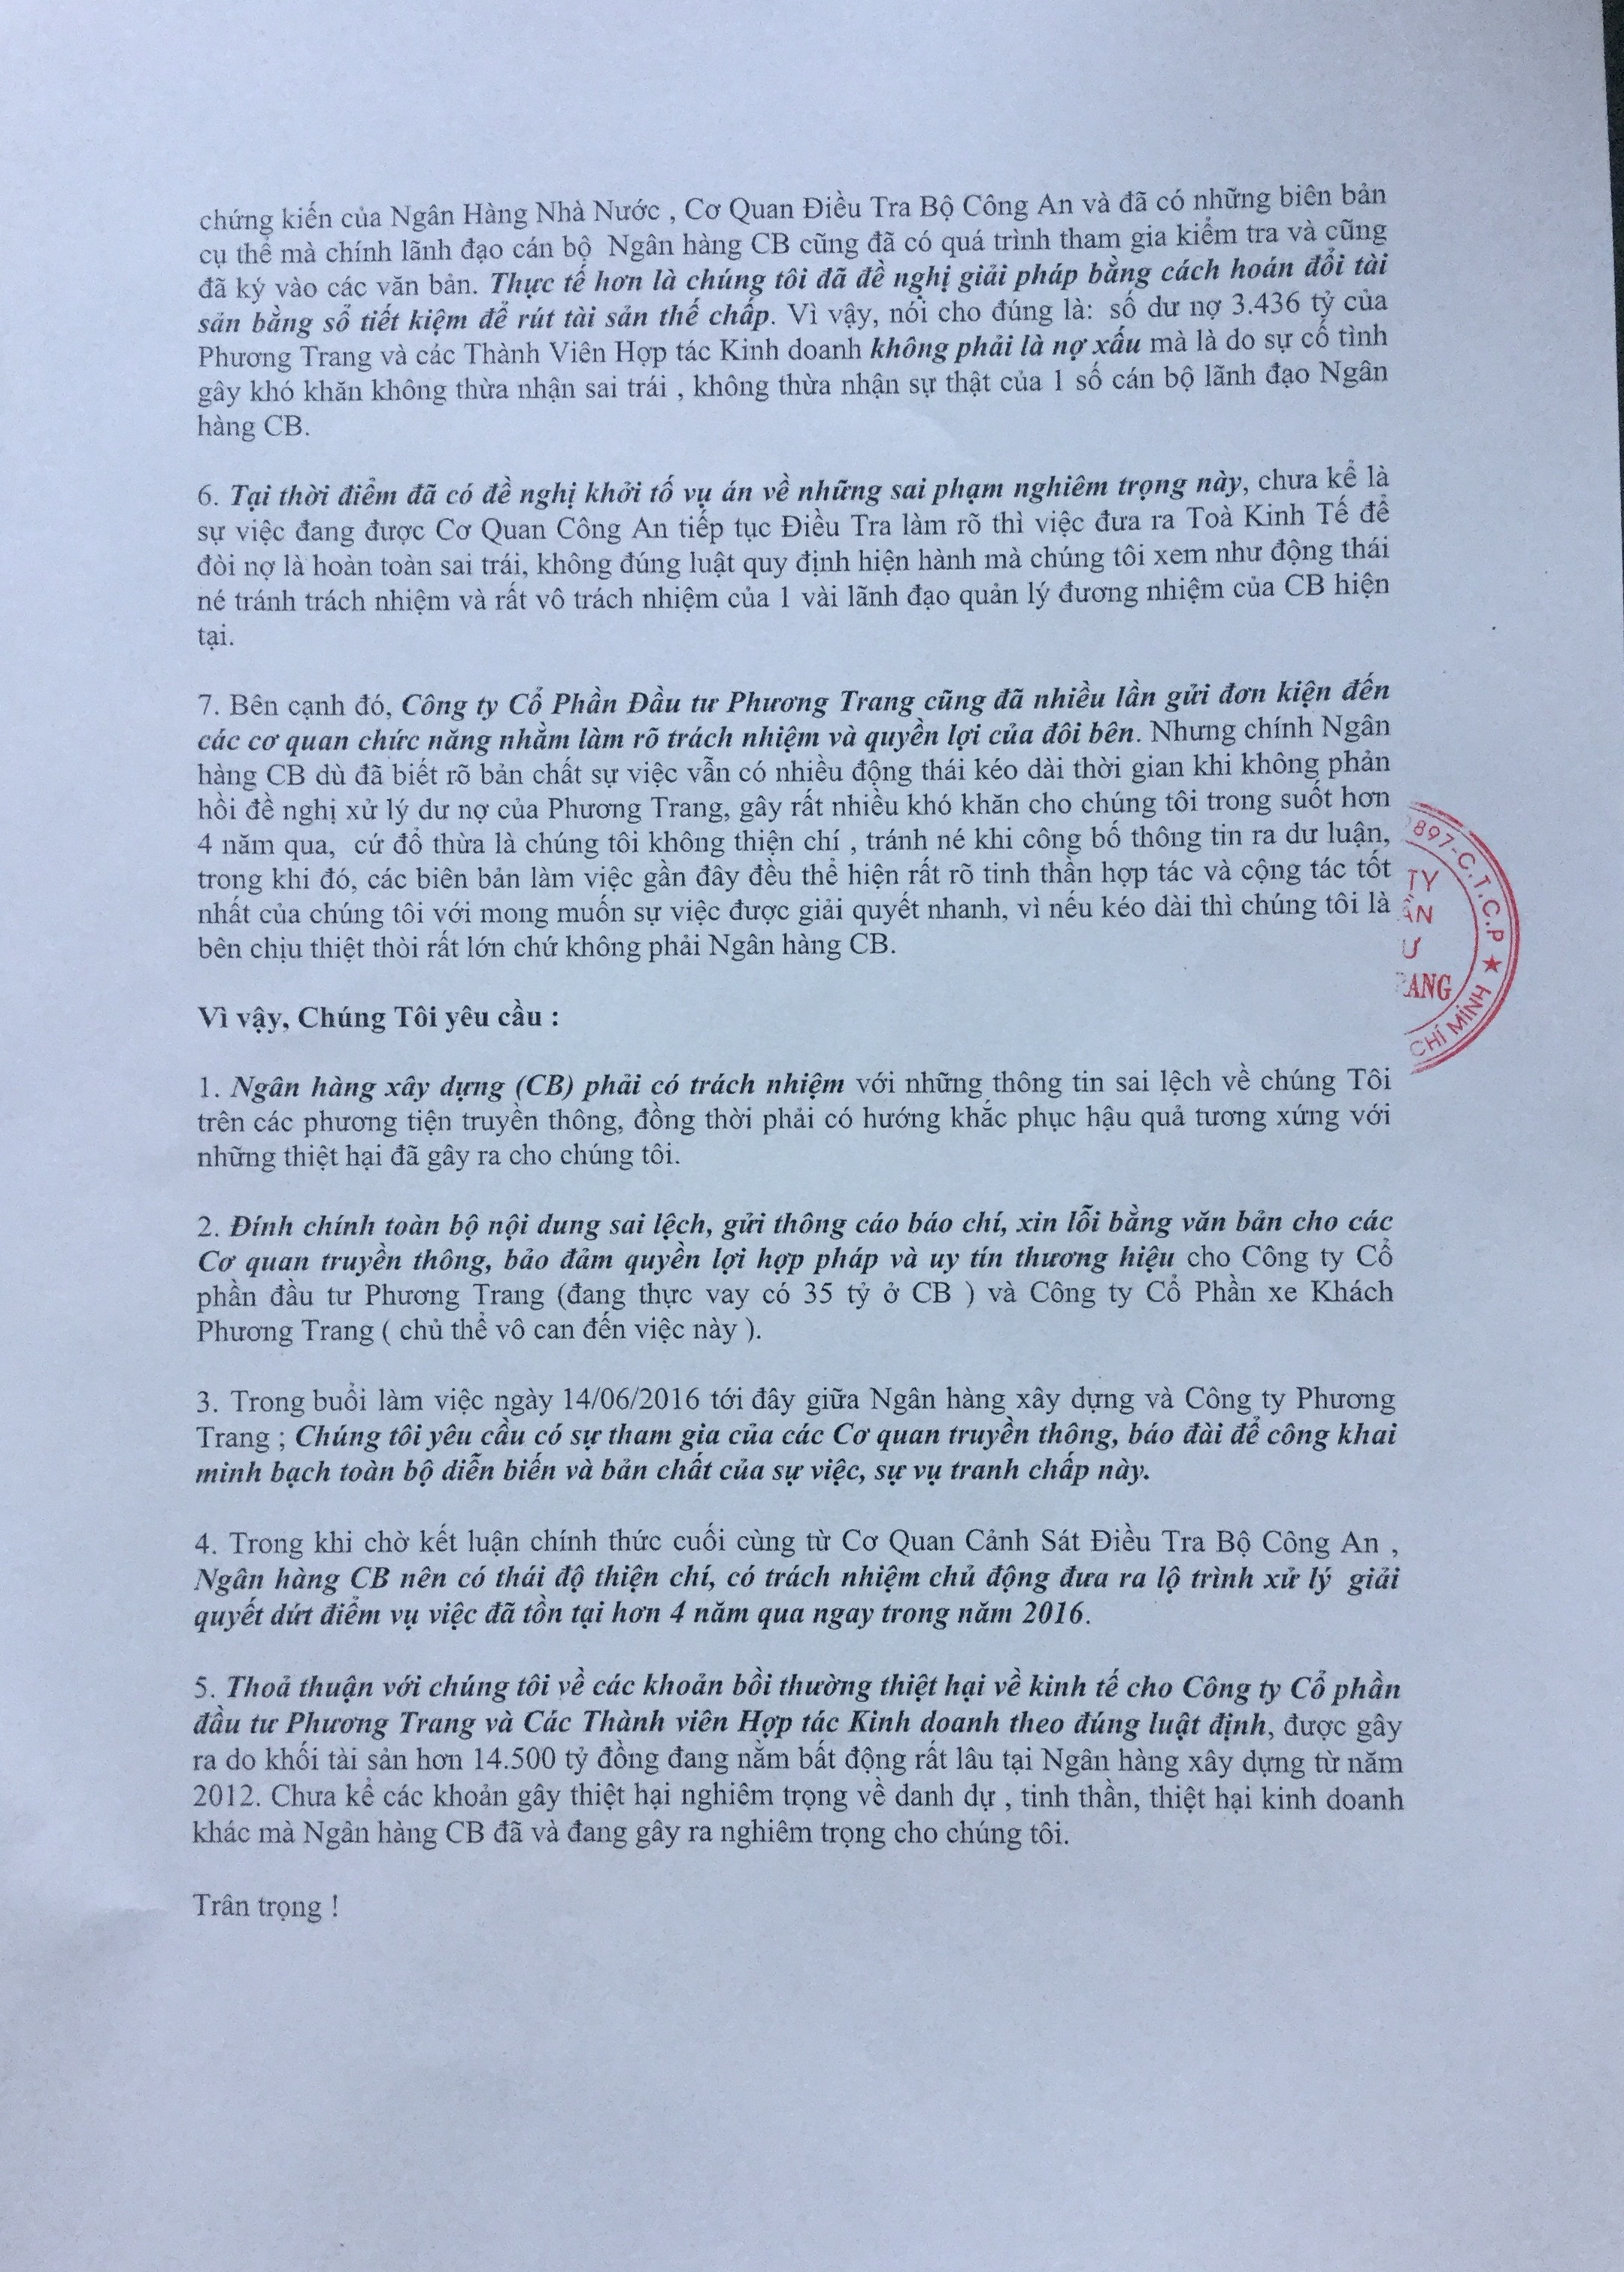 chứng kiến của Ngân Hàng Nhà Nước , Cơ Quan Điều Tra Bộ Công An và đã có những biên bản
cụ thể mà chính lãnh đạo cán bộ Ngân hàng CB cũng đã có quá trình tham gia kiểm tra và cũng
đã ký vào các văn bản. Thực tế hơn là chúng tôi đã đề nghị giải pháp bằng cách hoán đổi tài
sản bằng sổ tiết kiệm để rút tài sản thế chấp. Vì vậy, nói cho đúng là: số dư nợ 3.436 tỷ của
Phương Trang và các Thành Viên Hợp tác Kinh doanh không phải là nợ xấu mà là do sự cố tình
gây khó khăn không thừa nhận sai trái , không thừa nhận sự thật của 1 số cán bộ lãnh đạo Ngân
hàng CB.
6. Tại thời điểm đã có đề nghị khởi tố vụ án về những sai phạm nghiêm trọng này, chưa kể là
sự việc đang được Cơ Quan Công An tiếp tục Điều Tra làm rõ thì việc đưa ra Toà Kinh Tế để
đòi nợ là hoàn toàn sai trái, không đúng luật quy định hiện hành mà chúng tôi xem như động thái
né tránh trách nhiệm và rất vô trách nhiệm của 1 vài lãnh đạo quản lý đương nhiệm của CB hiện
tại.
7. Bên cạnh đó, Công ty Cổ Phần Đầu tư Phương Trang cũng đã nhiều lần gửi đơn kiện đến
các cơ quan chức năng nhằm làm rõ trách nhiệm và quyền lợi của đôi bên. Nhưng chính Ngân
hàng CB dù đã biết rõ bản chất sự việc vẫn có nhiều động thái kéo dài thời gian khi không phản
hồi đề nghị xử lý dư nợ của Phương Trang, gây rất nhiều khó khăn cho chúng tôi trong suốt hơn
4 năm qua, cứ đổ thừa là chúng tôi không thiện chí , tránh né khi công bố thông tin ra dư luận,
trong khi đó, các biên bản làm việc gần đây đều thể hiện rất rõ tinh thần hợp tác và cộng tác tốt
nhất của chúng tôi với mong muốn sự việc được giải quyết nhanh, vì nếu kéo dài thì chúng tôi là
bên chịu thiệt thòi rất lớn chứ không phải Ngân hàng CB.
897-C.T.C.P ★
TY
ẦN
Ư
RANG
CHÍ MINH
Vì vậy, Chúng Tôi yêu cầu :
1. Ngân hàng xây dựng (CB) phải có trách nhiệm với những thông tin sai lệch về chúng Tôi
trên các phương tiện truyền thông, đồng thời phải có hướng khắc phục hậu quả tương xứng với
những thiệt hại đã gây ra cho chúng tôi.
2. Đính chính toàn bộ nội dung sai lệch, gửi thông cáo báo chí, xin lỗi bằng văn bản cho các
Cơ quan truyền thông, bảo đảm quyền lợi hợp pháp và uy tín thương hiệu cho Công ty Cổ
phần đầu tư Phương Trang (đang thực vay có 35 tỷ ở CB ) và Công ty Cổ Phần xe Khách
Phương Trang ( chủ thể vô can đến việc này ).
3. Trong buổi làm việc ngày 14/06/2016 tới đây giữa Ngân hàng xây dựng và Công ty Phương
Trang ; Chúng tôi yêu cầu có sự tham gia của các Cơ quan truyền thông, báo đài để công khai
minh bạch toàn bộ diễn biến và bản chất của sự việc, sự vụ tranh chấp này.
4. Trong khi chờ kết luận chính thức cuối cùng từ Cơ Quan Cảnh Sát Điều Tra Bộ Công An ,
Ngân hàng CB nên có thái độ thiện chí, có trách nhiệm chủ động đưa ra lộ trình xử lý giải
quyết dứt điểm vụ việc đã tồn tại hơn 4 năm qua ngay trong năm 2016.
5. Thoả thuận với chúng tôi về các khoản bồi thường thiệt hại về kinh tế cho Công ty Cổ phần
đầu tư Phương Trang và Các Thành viên Hợp tác Kinh doanh theo đúng luật định, được gây
ra do khối tài sản hơn 14.500 tỷ đồng đang nằm bất động rất lâu tại Ngân hàng xây dựng từ năm
2012. Chưa kể các khoản gây thiệt hại nghiêm trọng về danh dự , tinh thần, thiệt hại kinh doanh
khác mà Ngân hàng CB đã và đang gây ra nghiêm trọng cho chúng tôi.
Trân trọng !